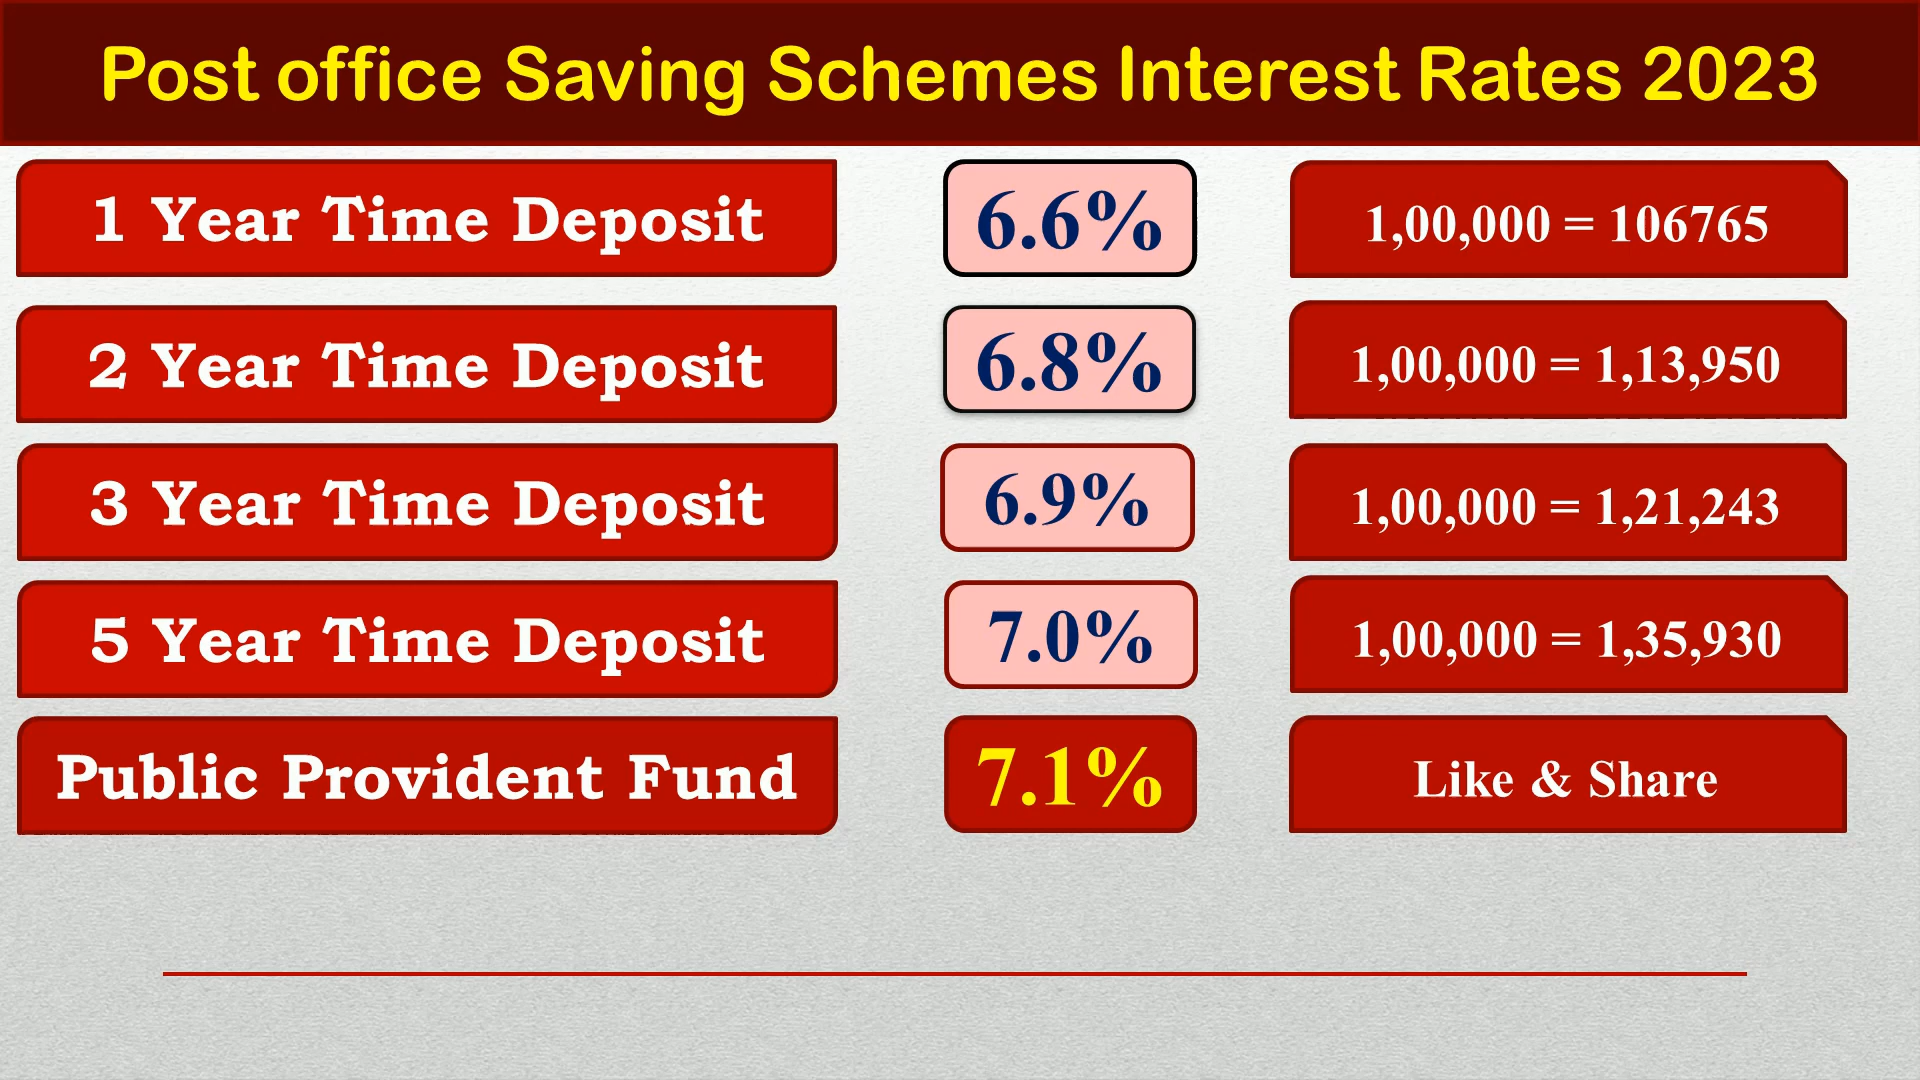 Post office Saving Schemes Interest Rates 2023
1 Year Time Deposit 6.6% 1,00,000 = 106765
2 Year Time Deposit 6.8% 1,00,000 = 1,13,950
3 Year Time Deposit 6.9% 1,00,000 = 1,21,243
5 Year Time Deposit 7.0% 1,00,000 = 1,35,930
Public Provident Fund 7.1% Like & Share